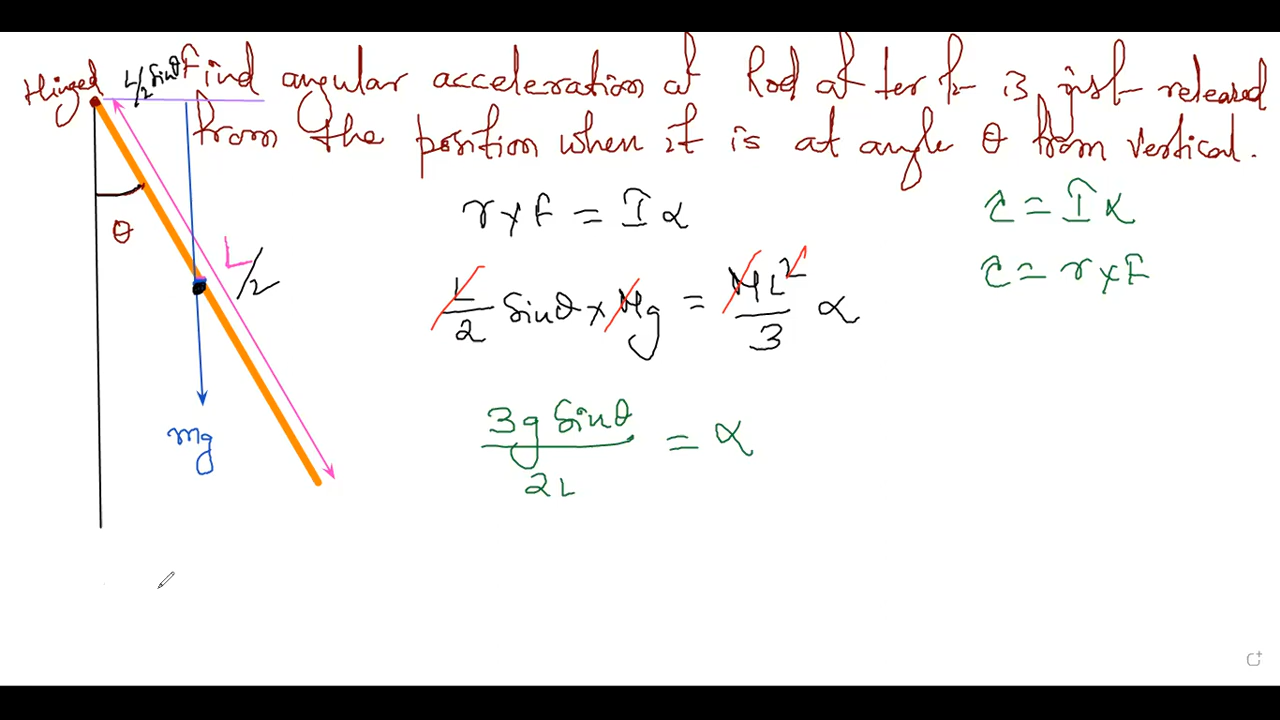 Hinged
L/2 Sinθ
Find angular acceleration of Rod after it is just released
from the position when it is at angle θ from vertical.
r×F = Iα
τ = Iα
τ = r×F
θ
L/2
L/2 Sinθ × Mg = ML²/3 α
mg
3g Sinθ/2L = α